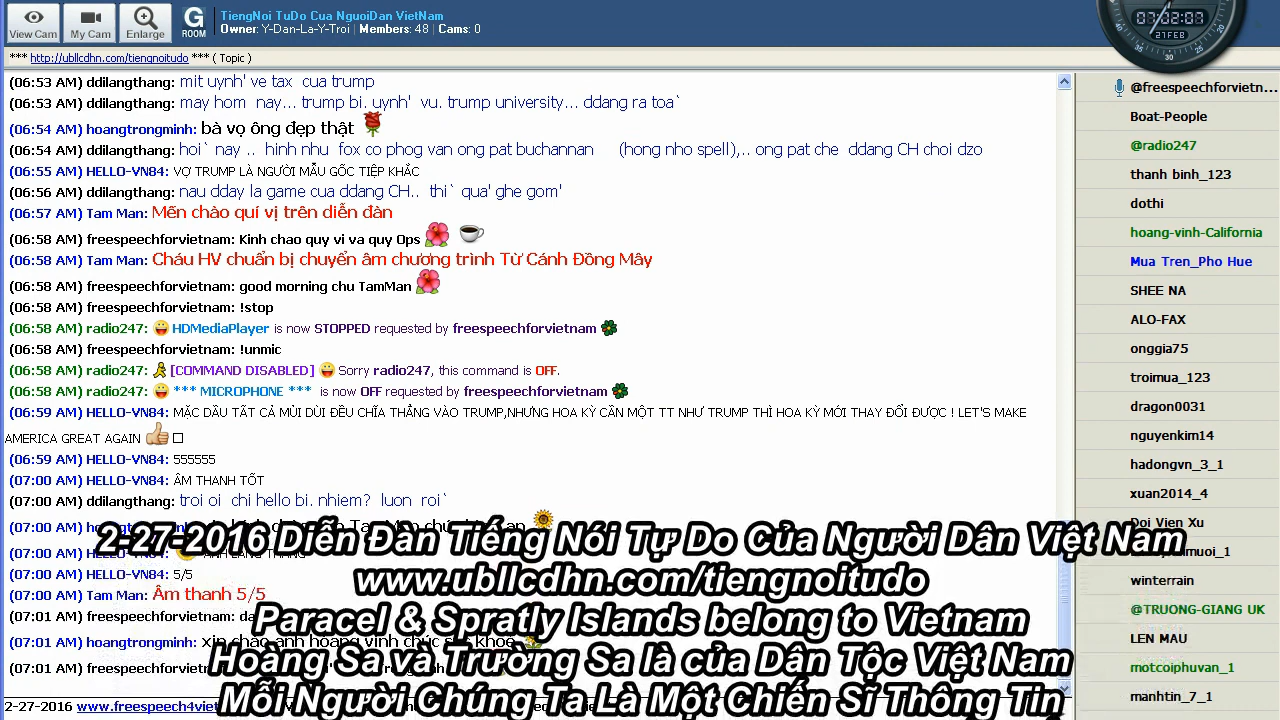 View Cam
My Cam
Enlarge
G
ROOM
TiengNoi TuDo Cua NguoiDan VietNam
Owner: Y-Dan-La-Y-Troi | Members: 48 | Cams: 0
07:02:07
27FEB
*** http://ubllcdhn.com/tiengnoitudo *** ( Topic )
(06:53 AM) ddilangthang: mit uynh' ve tax cua trump
(06:53 AM) ddilangthang: may hom nay... trump bi. uynh' vu. trump university... ddang ra toa`
(06:54 AM) hoangtrongminh: bà vợ ông đẹp thật
(06:54 AM) ddilangthang: hoi` nay .. hinh nhu fox co phog van ong pat buchannan (hong nho spell),.. ong pat che ddang CH choi dzo
(06:55 AM) HELLO-VN84: VỢ TRUMP LÀ NGƯỜI MẪU GỐC TIỆP KHẮC
(06:56 AM) ddilangthang: nau dday la game cua ddang CH.. thi` qua' ghe gom'
(06:57 AM) Tam Man: Mến chào quí vị trên diễn đàn
(06:58 AM) freespeechforvietnam: Kinh chao quy vi va quy Ops
(06:58 AM) Tam Man: Cháu HV chuẩn bị chuyển âm chương trình Từ Cánh Đồng Mây
(06:58 AM) freespeechforvietnam: good morning chu TamMan
(06:58 AM) freespeechforvietnam: !stop
(06:58 AM) radio247: HDMediaPlayer is now STOPPED requested by freespeechforvietnam
(06:58 AM) freespeechforvietnam: !unmic
(06:58 AM) radio247: [COMMAND DISABLED] Sorry radio247, this command is OFF.
(06:58 AM) radio247: *** MICROPHONE *** is now OFF requested by freespeechforvietnam
(06:59 AM) HELLO-VN84: MẶC DẦU TẤT CẢ MŨI DÙI ĐỀU CHĨA THẲNG VÀO TRUMP,NHƯNG HOA KỲ CẦN MỘT TT NHƯ TRUMP THÌ HOA KỲ MỚI THAY ĐỔI ĐƯỢC ! LET'S MAKE
AMERICA GREAT AGAIN
(06:59 AM) HELLO-VN84: 555555
(07:00 AM) HELLO-VN84: ÂM THANH TỐT
(07:00 AM) ddilangthang: troi oi chi hello bi. nhiem? luon roi`
(07:00 AM)
(07:00 AM)
5/5
(07:00 AM) Tam Man: Âm thanh 5/5
(07:01 AM)
(07:01 AM) hoangtrongminh: xin chào anh hoàng vinh chúc sức khoẻ
(07:01 AM) freespeechforvietnam:
2-27-2016 www.freespeech4viet
@freespeechforvietn...
Boat-People
@radio247
thanh binh_123
dothi
hoang-vinh-California
Mua Tren_Pho Hue
SHEE NA
ALO-FAX
onggia75
troimua_123
dragon0031
nguyenkim14
hadongvn_3_1
xuan2014_4
Doi Vien Xu
winterrain
@TRUONG-GIANG UK
LEN MAU
motcoiphuvan_1
manhtin_7_1
2-27-2016 Diễn Đàn Tiếng Nói Tự Do Của Người Dân Việt Nam
www.ubllcdhn.com/tiengnoitudo
Paracel & Spratly Islands belong to Vietnam
Hoàng Sa và Trường Sa là của Dân Tộc Việt Nam
Mỗi Người Chúng Ta Là Một Chiến Sĩ Thông Tin